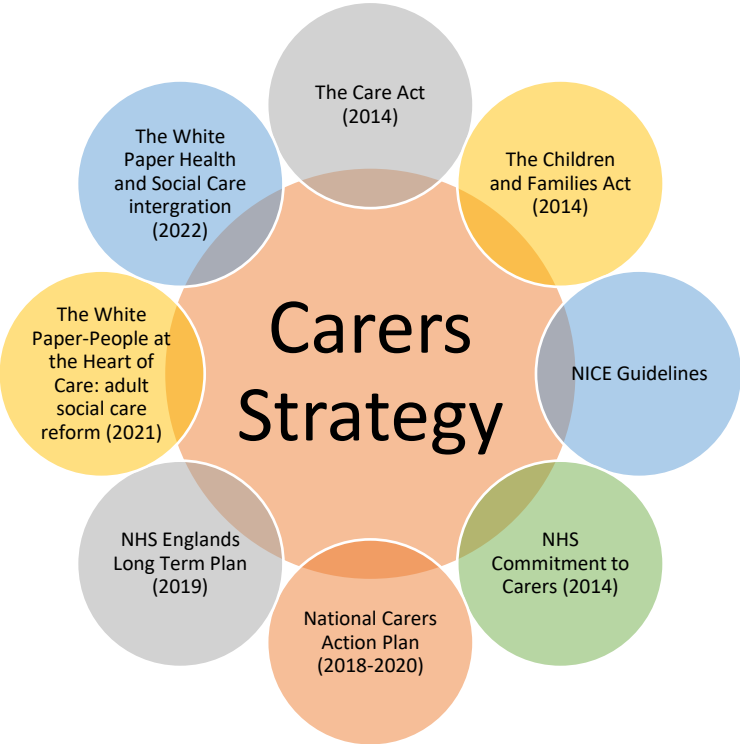 The Care Act
(2014)
The Children
and Families Act
(2014)
NICE Guidelines
NHS
Commitment to
Carers (2014)
National Carers
Action Plan
(2018-2020)
NHS Englands
Long Term Plan
(2019)
The White
Paper-People at
the Heart of
Care: adult
social care
reform (2021)
The White
Paper Health
and Social Care
intergration
(2022)
Carers
Strategy